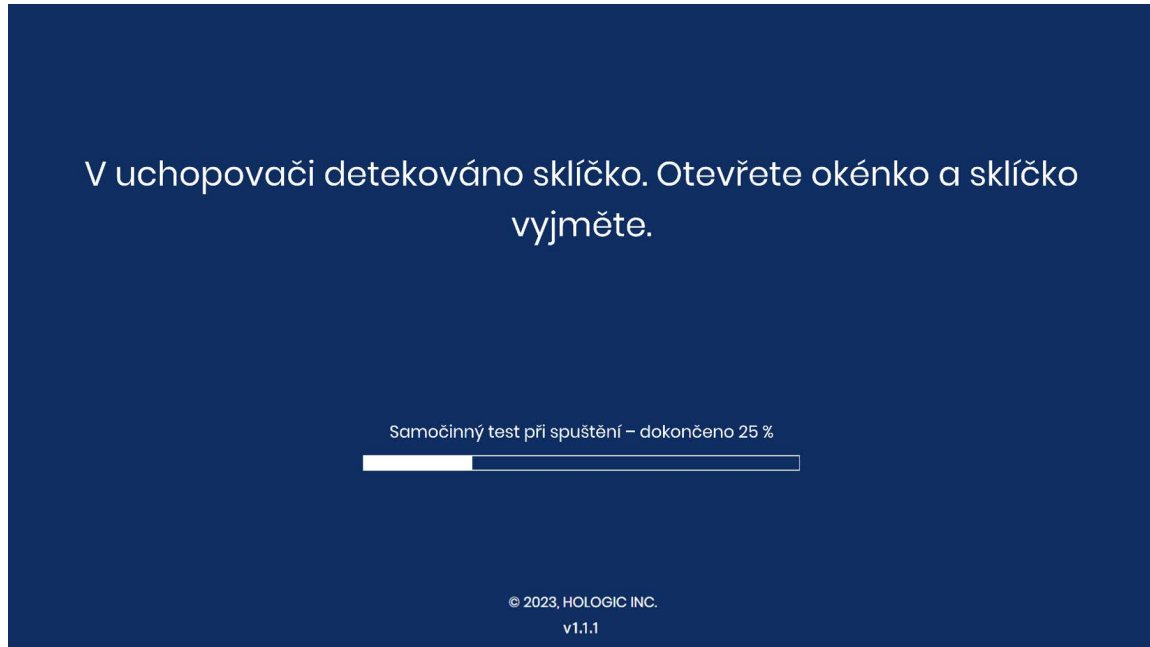 V uchopovači detekováno sklíčko. Otevřete okénko a sklíčko
vyjměte.
Samočinný test při spuštění – dokončeno 25 %
© 2023, HOLOGIC INC.
v1.1.1